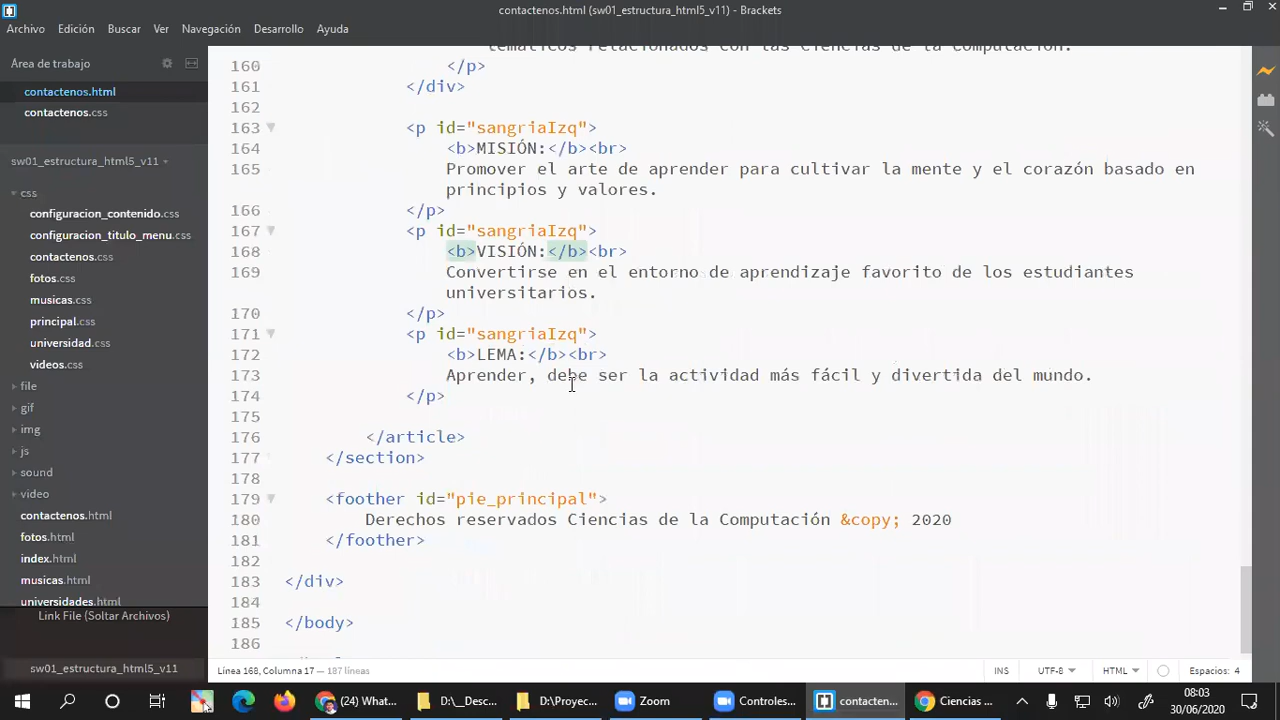 contactenos.html (sw01_estructura_html5_v11) - Brackets
Archivo Edición Buscar Ver Navegación Desarrollo Ayuda
Área de trabajo
contactenos.html
contactenos.css
sw01_estructura_html5_v11
css
configuracion_contenido.css
configuracion_titulo_menu.css
contactenos.css
fotos.css
musicas.css
principal.css
universidad.css
videos.css
file
gif
img
js
sound
video
contactenos.html
fotos.html
index.html
musicas.html
universidades.html
Link File (Soltar Archivos)
sw01_estructura_html5_v11
temáticos relacionados con las Ciencias de la Computación.
160 </p>
161 </div>
162
163 <p id="sangriaIzq">
164 <b>MISIÓN:</b><br>
165 Promover el arte de aprender para cultivar la mente y el corazón basado en
principios y valores.
166 </p>
167 <p id="sangriaIzq">
168 <b>VISIÓN:</b><br>
169 Convertirse en el entorno de aprendizaje favorito de los estudiantes
universitarios.
170 </p>
171 <p id="sangriaIzq">
172 <b>LEMA:</b><br>
173 Aprender, debe ser la actividad más fácil y divertida del mundo.
174 </p>
175
176 </article>
177 </section>
178
179 <foother id="pie_principal">
180 Derechos reservados Ciencias de la Computación &copy; 2020
181 </foother>
182
183 </div>
184
185 </body>
186
Línea 168, Columna 17 — 187 líneas
INS UTF-8 HTML Espacios: 4
(24) What... D:\__Desc... D:\Proyec... Zoom Controles... contacten... Ciencias ...
08:03
30/06/2020